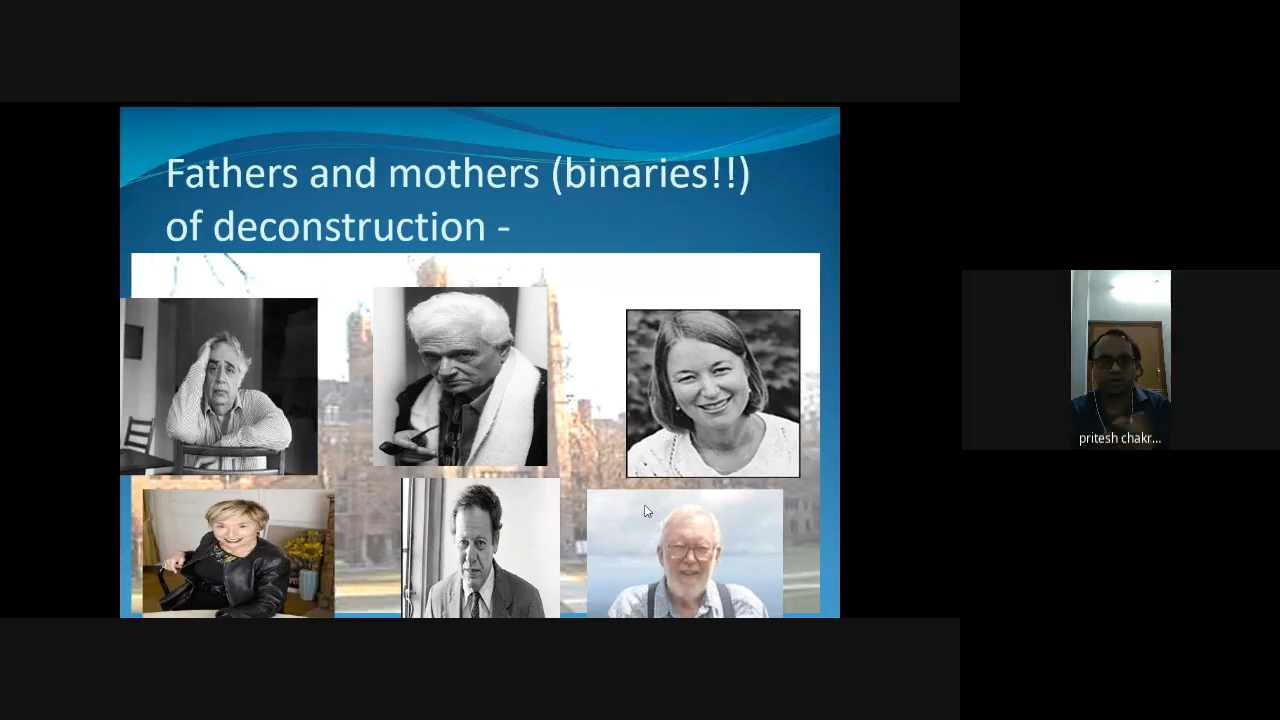 Fathers and mothers (binaries!!)
of deconstruction -
pritesh chakr...